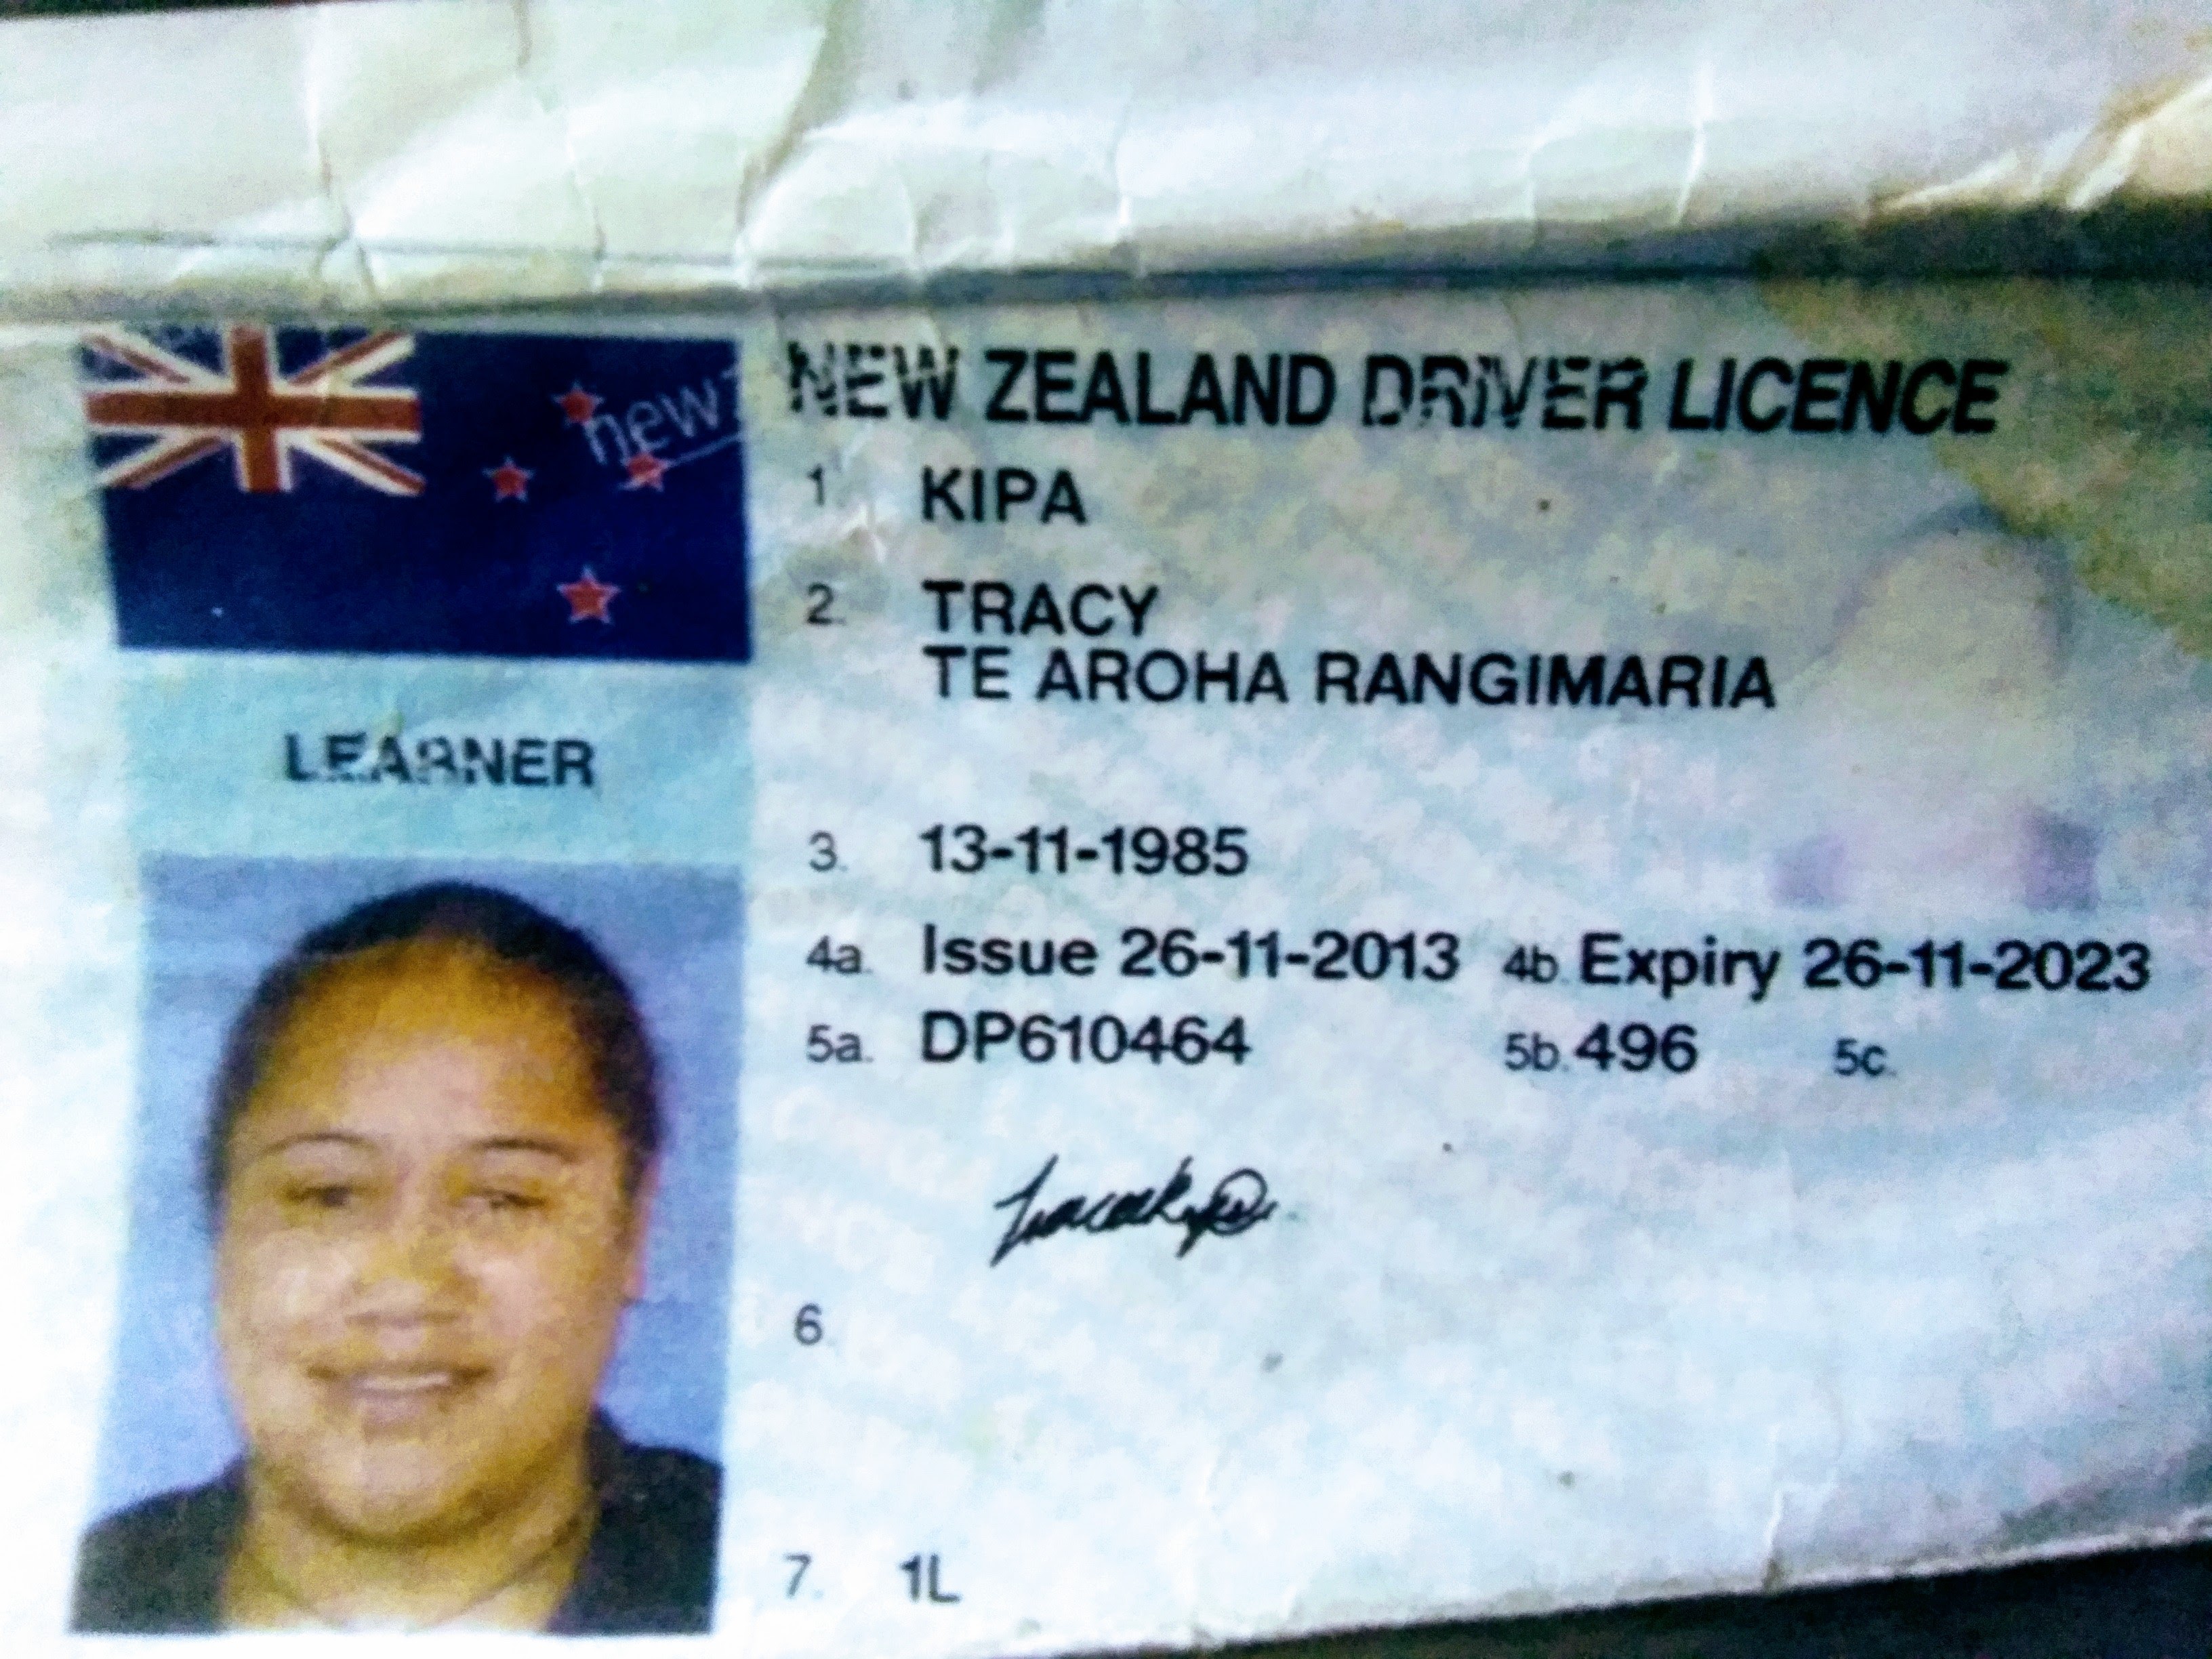 new
NEW ZEALAND DRIVER LICENCE
1. KIPA
2. TRACY
TE AROHA RANGIMARIA
LEARNER
3. 13-11-1985
4a. Issue 26-11-2013 4b. Expiry 26-11-2023
5a. DP610464 5b. 496 5c.
6.
7. 1L